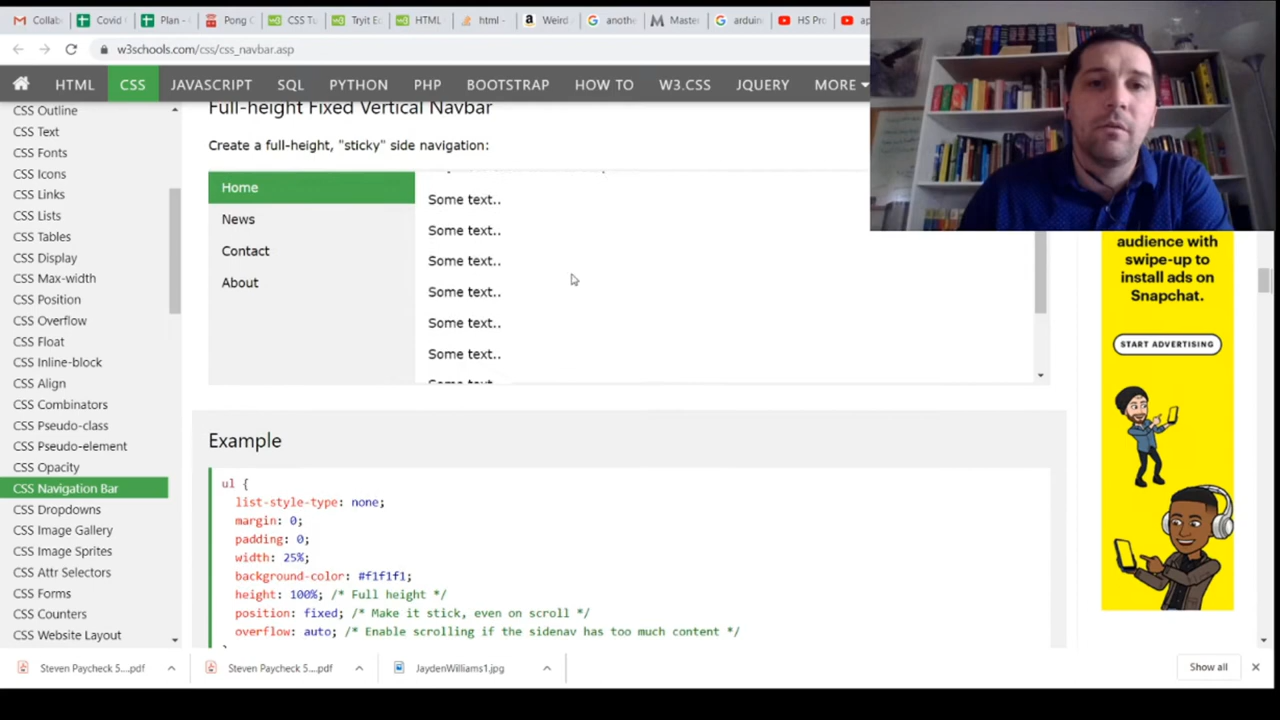 Collab
Covid
Plan -
Pong C
CSS Tu
Tryit E
HTML
html -
Weird
anothe
Master
arduin
HS Pro
ap
w3schools.com/css/css_navbar.asp
HTML CSS JAVASCRIPT SQL PYTHON PHP BOOTSTRAP HOW TO W3.CSS JQUERY MORE
CSS Outline
CSS Text
CSS Fonts
CSS Icons
CSS Links
CSS Lists
CSS Tables
CSS Display
CSS Max-width
CSS Position
CSS Overflow
CSS Float
CSS Inline-block
CSS Align
CSS Combinators
CSS Pseudo-class
CSS Pseudo-element
CSS Opacity
CSS Navigation Bar
CSS Dropdowns
CSS Image Gallery
CSS Image Sprites
CSS Attr Selectors
CSS Forms
CSS Counters
CSS Website Layout
Full-height Fixed Vertical Navbar
Create a full-height, "sticky" side navigation:
Home
News
Contact
About
Some text..
Some text..
Some text..
Some text..
Some text..
Some text..
Some text
Example
ul {
list-style-type: none;
margin: 0;
padding: 0;
width: 25%;
background-color: #f1f1f1;
height: 100%; /* Full height */
position: fixed; /* Make it stick, even on scroll */
overflow: auto; /* Enable scrolling if the sidenav has too much content */
audience with
swipe-up to
install ads on
Snapchat.
START ADVERTISING
Steven Paycheck 5....pdf
Steven Paycheck 5....pdf
JaydenWilliams1.jpg
Show all